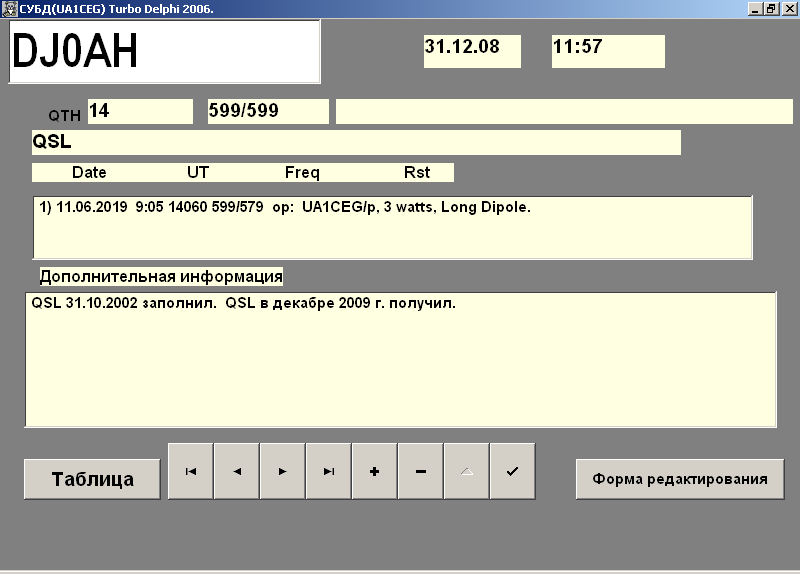 СУБД(UA1CEG) Turbo Delphi 2006.
DJ0AH
31.12.08 11:57
QTH 14 599/599
QSL
Date UT Freq Rst
1) 11.06.2019 9:05 14060 599/579 op: UA1CEG/p, 3 watts, Long Dipole.
Дополнительная информация
QSL 31.10.2002 заполнил. QSL в декабре 2009 г. получил.
Таблица
Форма редактирования